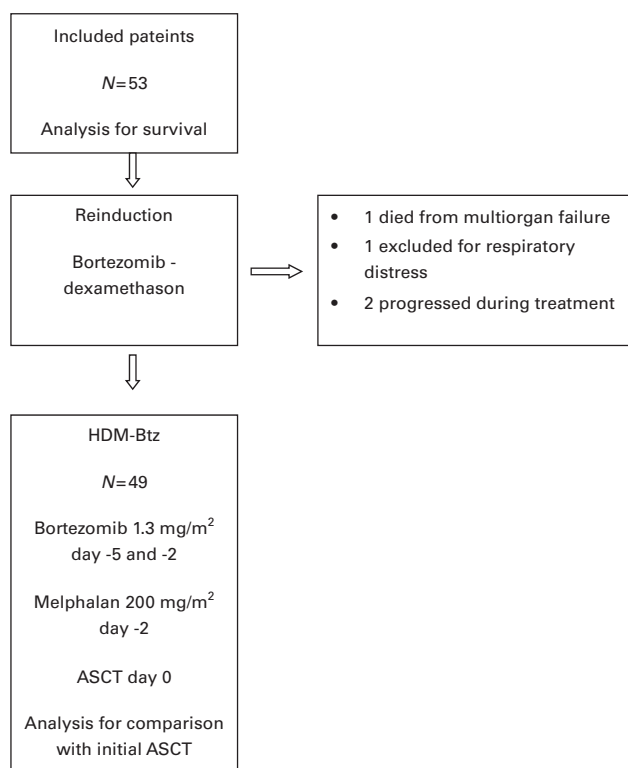 Included pateints
N=53
Analysis for survival
Reinduction
Bortezomib -
dexamethason
• 1 died from multiorgan failure
• 1 excluded for respiratory
distress
• 2 progressed during treatment
HDM-Btz
N=49
Bortezomib 1.3 mg/m²
day -5 and -2
Melphalan 200 mg/m²
day -2
ASCT day 0
Analysis for comparison
with initial ASCT